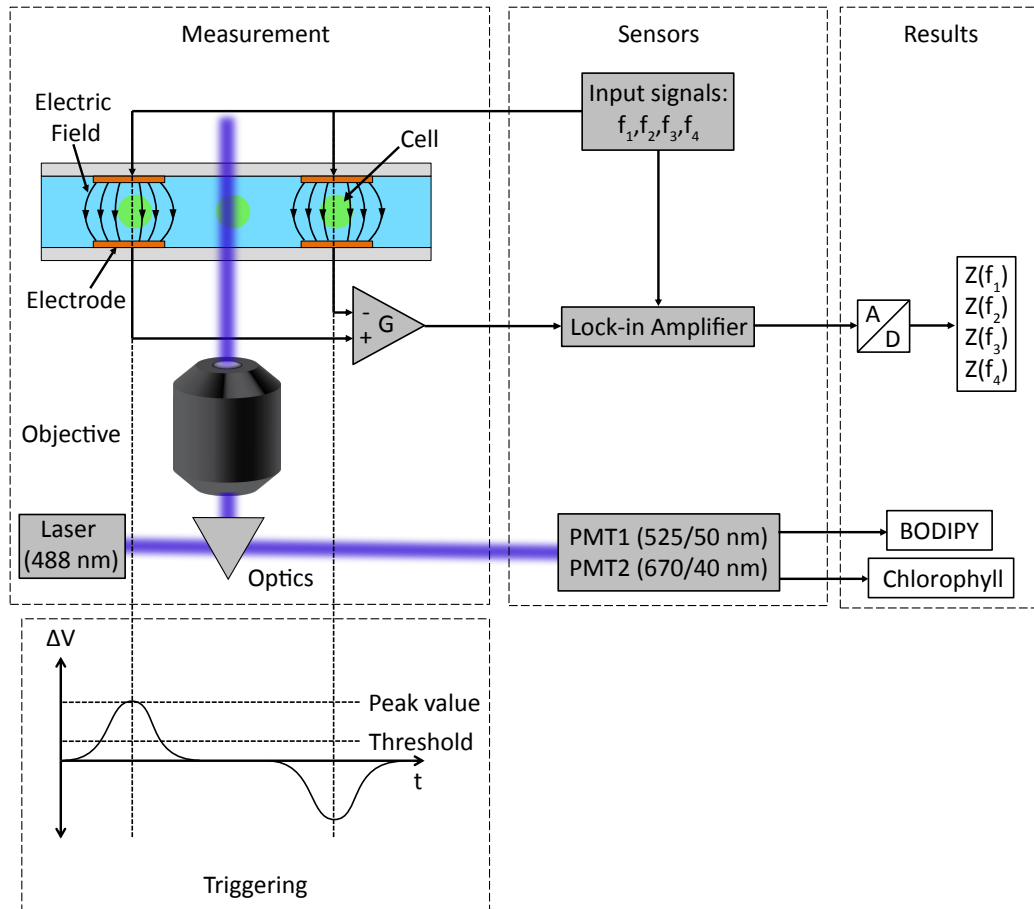 Measurement
Sensors
Results
Electric
Field
Cell
Input signals:
f₁,f₂,f₃,f₄
Electrode
-
+
G
Lock-in Amplifier
A
D
Z(f₁)
Z(f₂)
Z(f₃)
Z(f₄)
Objective
Laser
(488 nm)
Optics
PMT1 (525/50 nm)
PMT2 (670/40 nm)
BODIPY
Chlorophyll
ΔV
Peak value
Threshold
t
Triggering